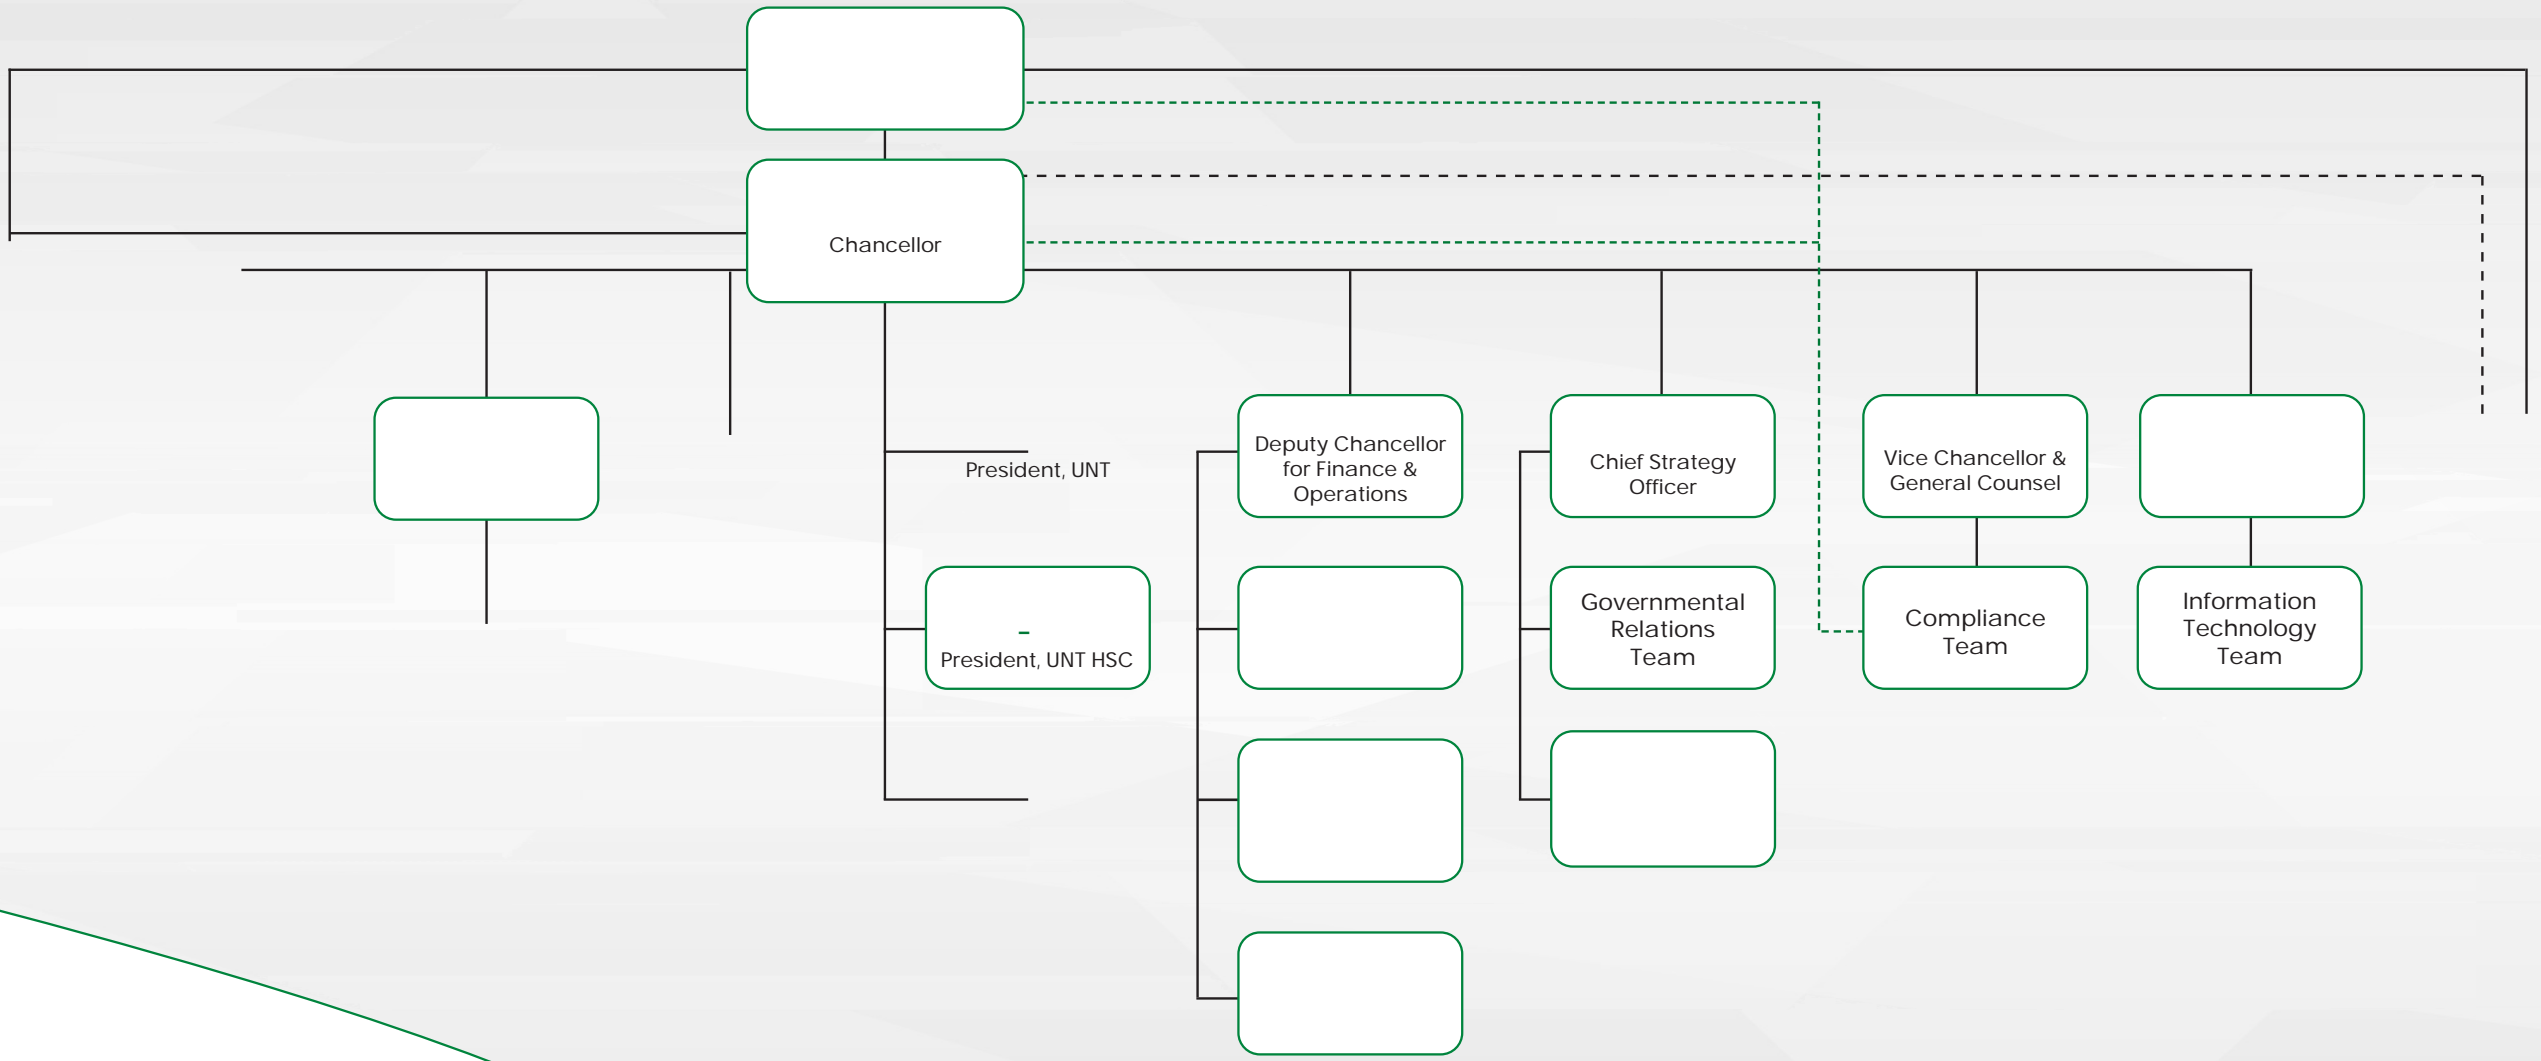 Chancellor
President, UNT
–
President, UNT HSC
Deputy Chancellor
for Finance &
Operations
Chief Strategy
Officer
Governmental
Relations
Team
Vice Chancellor &
General Counsel
Compliance
Team
Information
Technology
Team